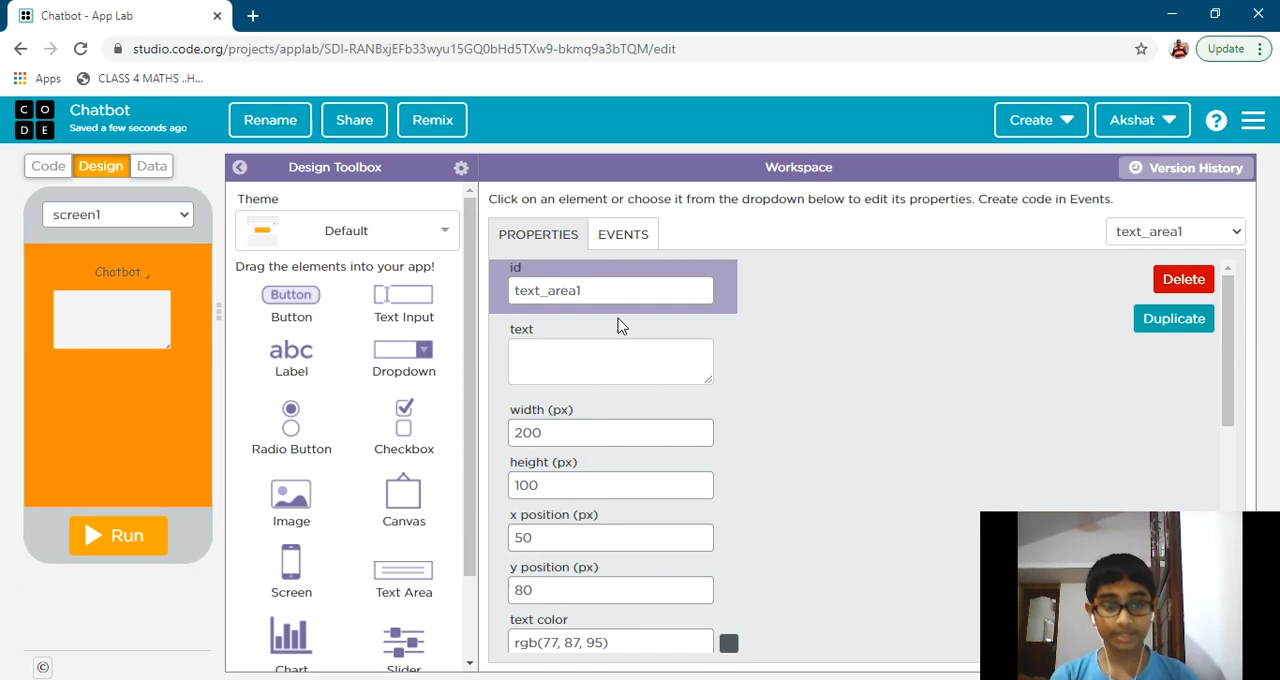 Chatbot - App Lab
studio.code.org/projects/applab/SDI-RANBxjEFb33wyu15GQ0bHd5TXw9-bkmq9a3bTQM/edit
Update
Apps
CLASS 4 MATHS ..H...
CODE
Chatbot
Saved a few seconds ago
Rename
Share
Remix
Create
Akshat
?
Code
Design
Data
Design Toolbox
Workspace
Version History
screen1
Chatbot
Run
©
Theme
Default
Drag the elements into your app!
Button
Button
Text Input
abc
Label
Dropdown
Radio Button
Checkbox
Image
Canvas
Screen
Text Area
Chart
Slider
Click on an element or choose it from the dropdown below to edit its properties. Create code in Events.
PROPERTIES
EVENTS
text_area1
id
text_area1
Delete
Duplicate
text
width (px)
200
height (px)
100
x position (px)
50
y position (px)
80
text color
rgb(77, 87, 95)